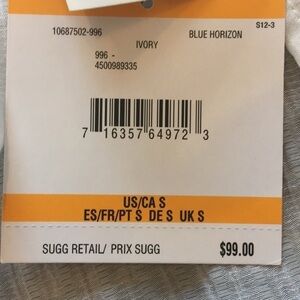 S12-3
10687502-996 BLUE HORIZON
IVORY
996 -
4500989335
7 16357 64972 3
US/CA S
ES/FR/PT S DE S UK S
SUGG RETAIL/ PRIX SUGG $99.00